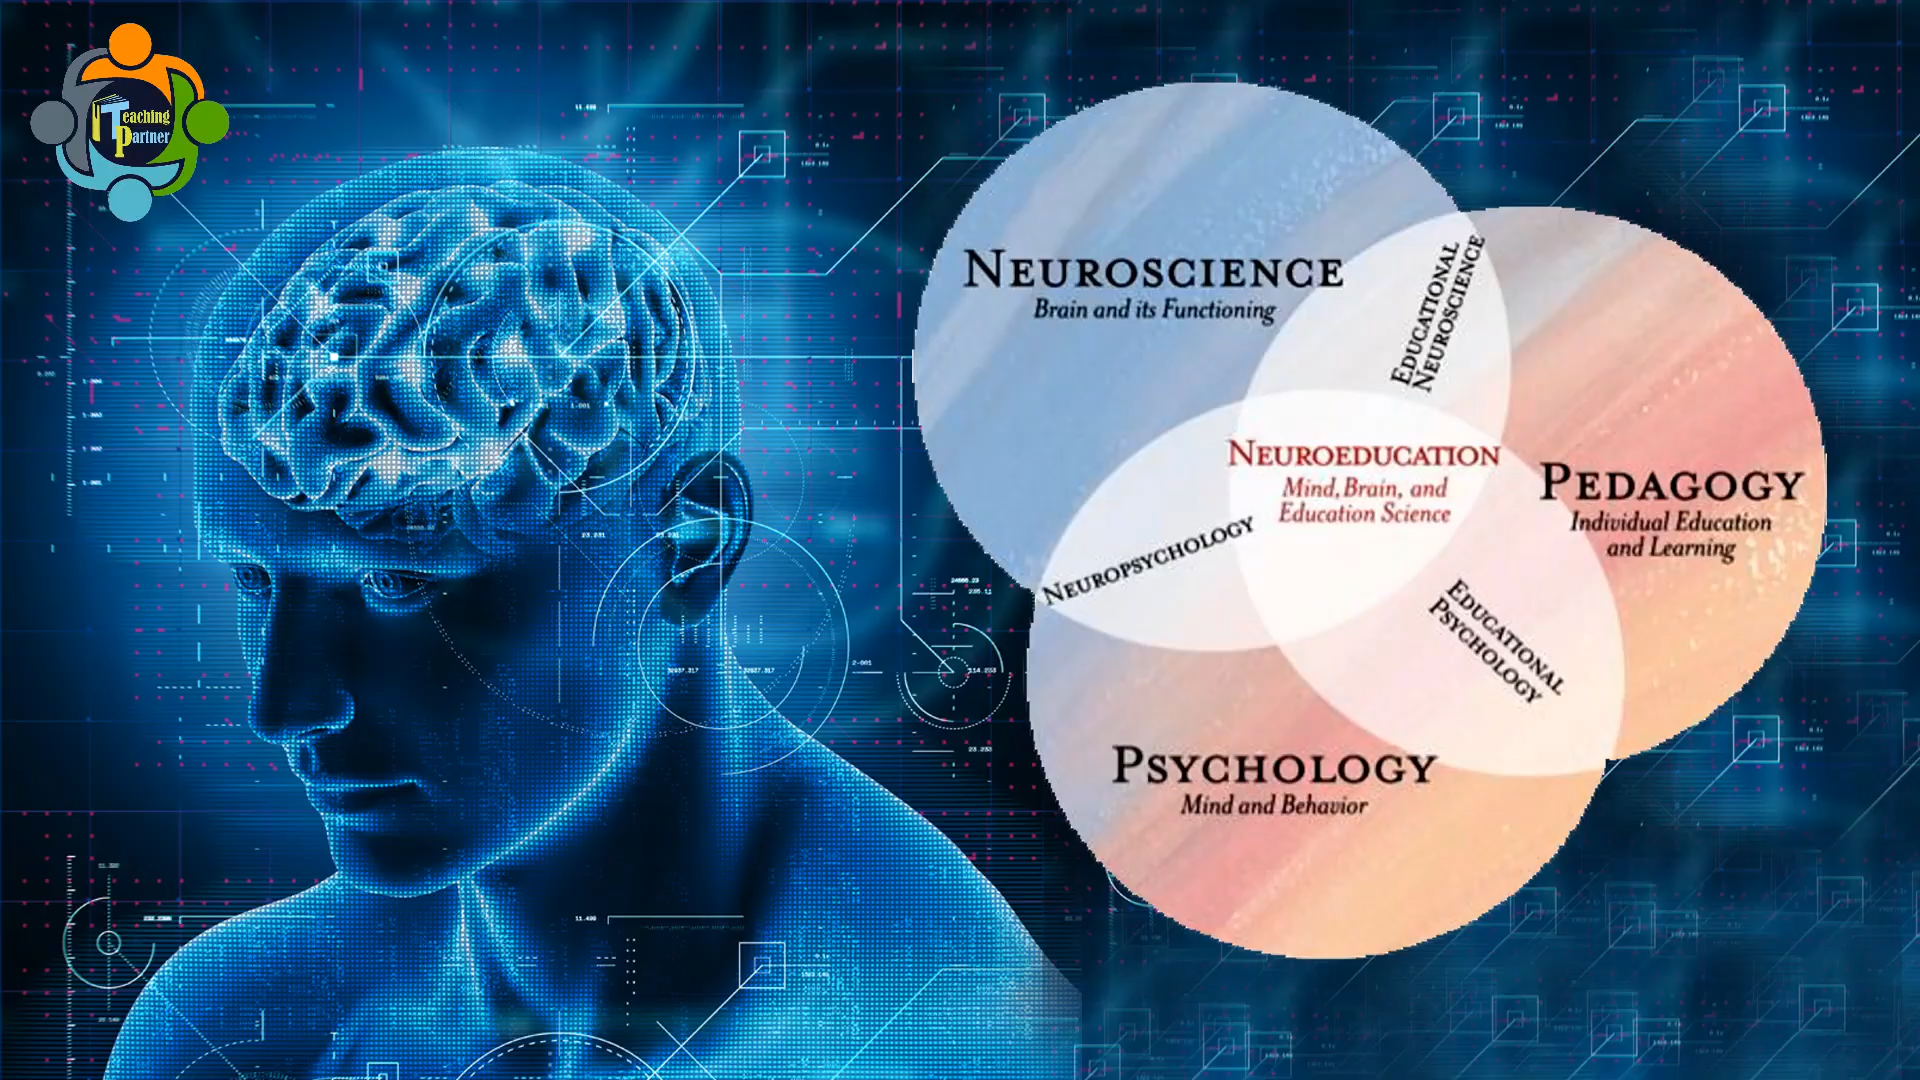 Teaching
Partner
NEUROSCIENCE
Brain and its Functioning
EDUCATIONAL
NEUROSCIENCE
NEUROEDUCATION
Mind, Brain, and
Education Science
PEDAGOGY
Individual Education
and Learning
NEUROPSYCHOLOGY
EDUCATIONAL
PSYCHOLOGY
PSYCHOLOGY
Mind and Behavior